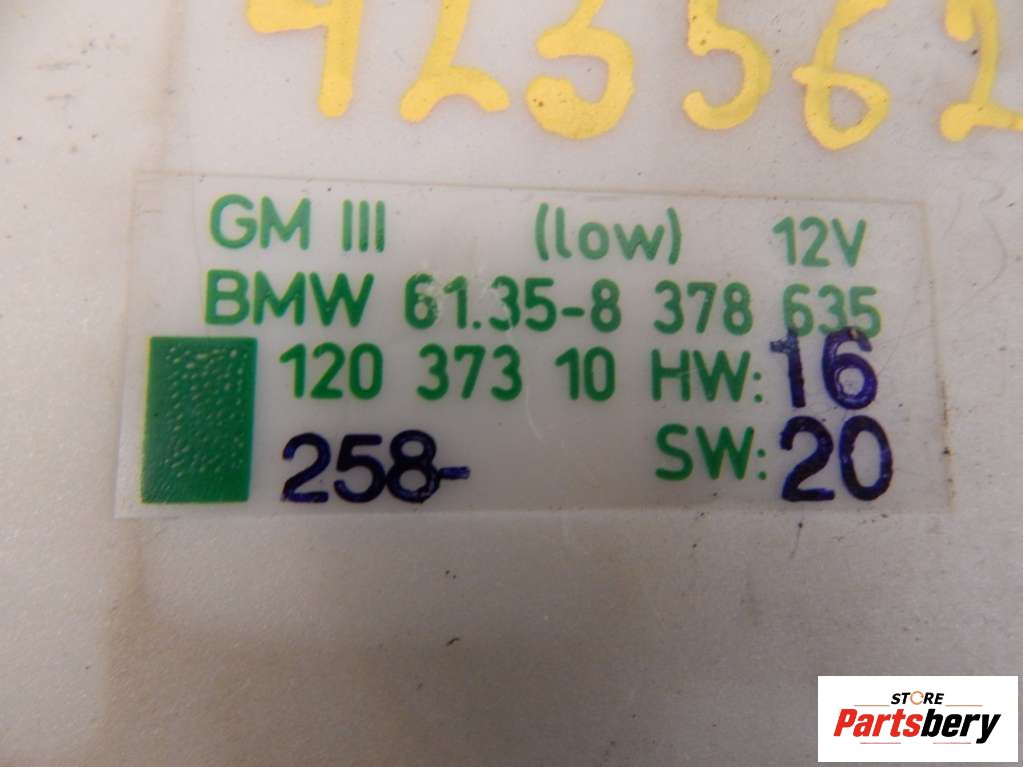 423562
GM III (low) 12V
BMW 61.35-8 378 635
120 373 10 HW: 16
258- SW: 20
STORE
Partsbery